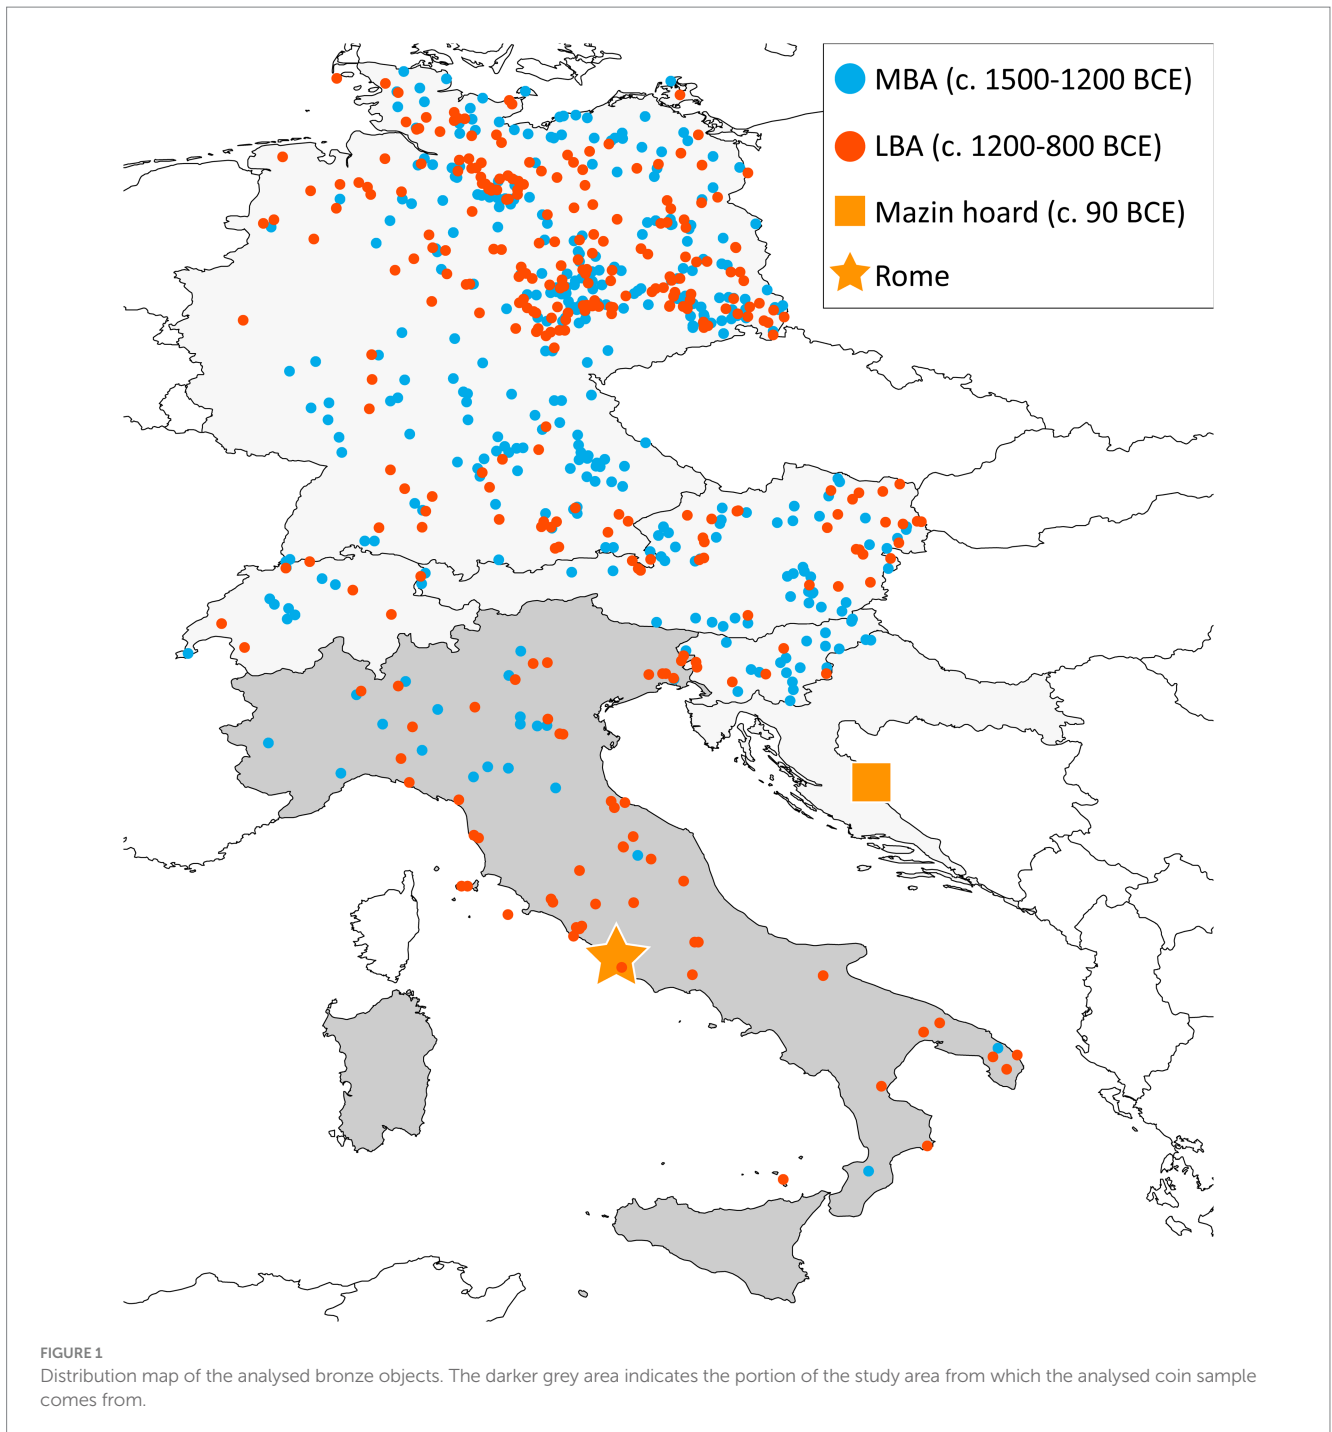 MBA (c. 1500-1200 BCE)
LBA (c. 1200-800 BCE)
Mazin hoard (c. 90 BCE)
Rome
FIGURE 1
Distribution map of the analysed bronze objects. The darker grey area indicates the portion of the study area from which the analysed coin sample
comes from.